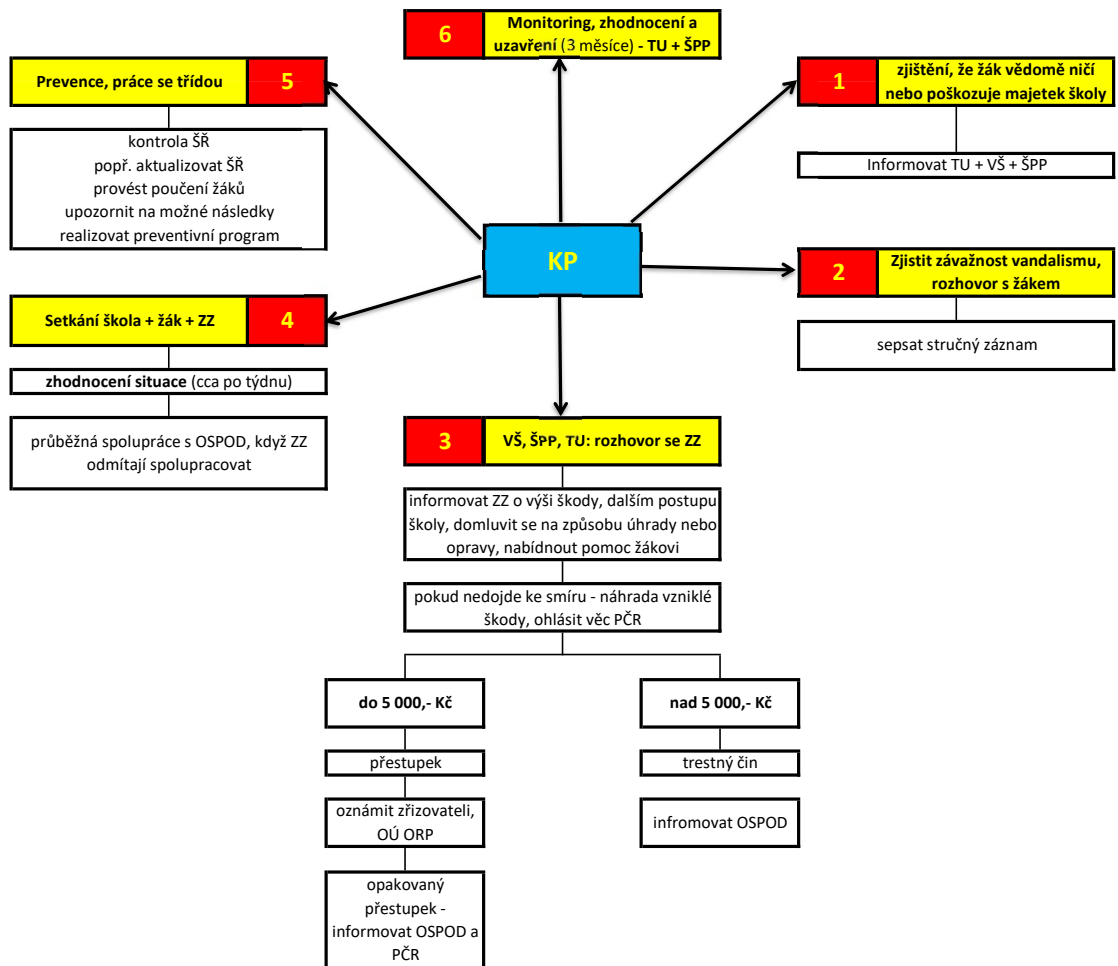 6
Monitoring, zhodnocení a
uzavření (3 měsíce) - TU + ŠPP
Prevence, práce se třídou
5
kontrola ŠŘ
popř. aktualizovat ŠŘ
provést poučení žáků
upozornit na možné následky
realizovat preventivní program
1
zjištění, že žák vědomě ničí
nebo poškozuje majetek školy
Informovat TU + VŠ + ŠPP
KP
2
Zjistit závažnost vandalismu,
rozhovor s žákem
sepsat stručný záznam
Setkání škola + žák + ZZ
4
zhodnocení situace (cca po týdnu)
průběžná spolupráce s OSPOD, když ZZ
odmítají spolupracovat
3
VŠ, ŠPP, TU: rozhovor se ZZ
informovat ZZ o výši škody, dalším postupu
školy, domluvit se na způsobu úhrady nebo
opravy, nabídnout pomoc žákovi
pokud nedojde ke smíru - náhrada vzniklé
škody, ohlásit věc PČR
do 5 000,- Kč
přestupek
oznámit zřizovateli,
OÚ ORP
opakovaný
přestupek -
informovat OSPOD a
PČR
nad 5 000,- Kč
trestný čin
infromovat OSPOD